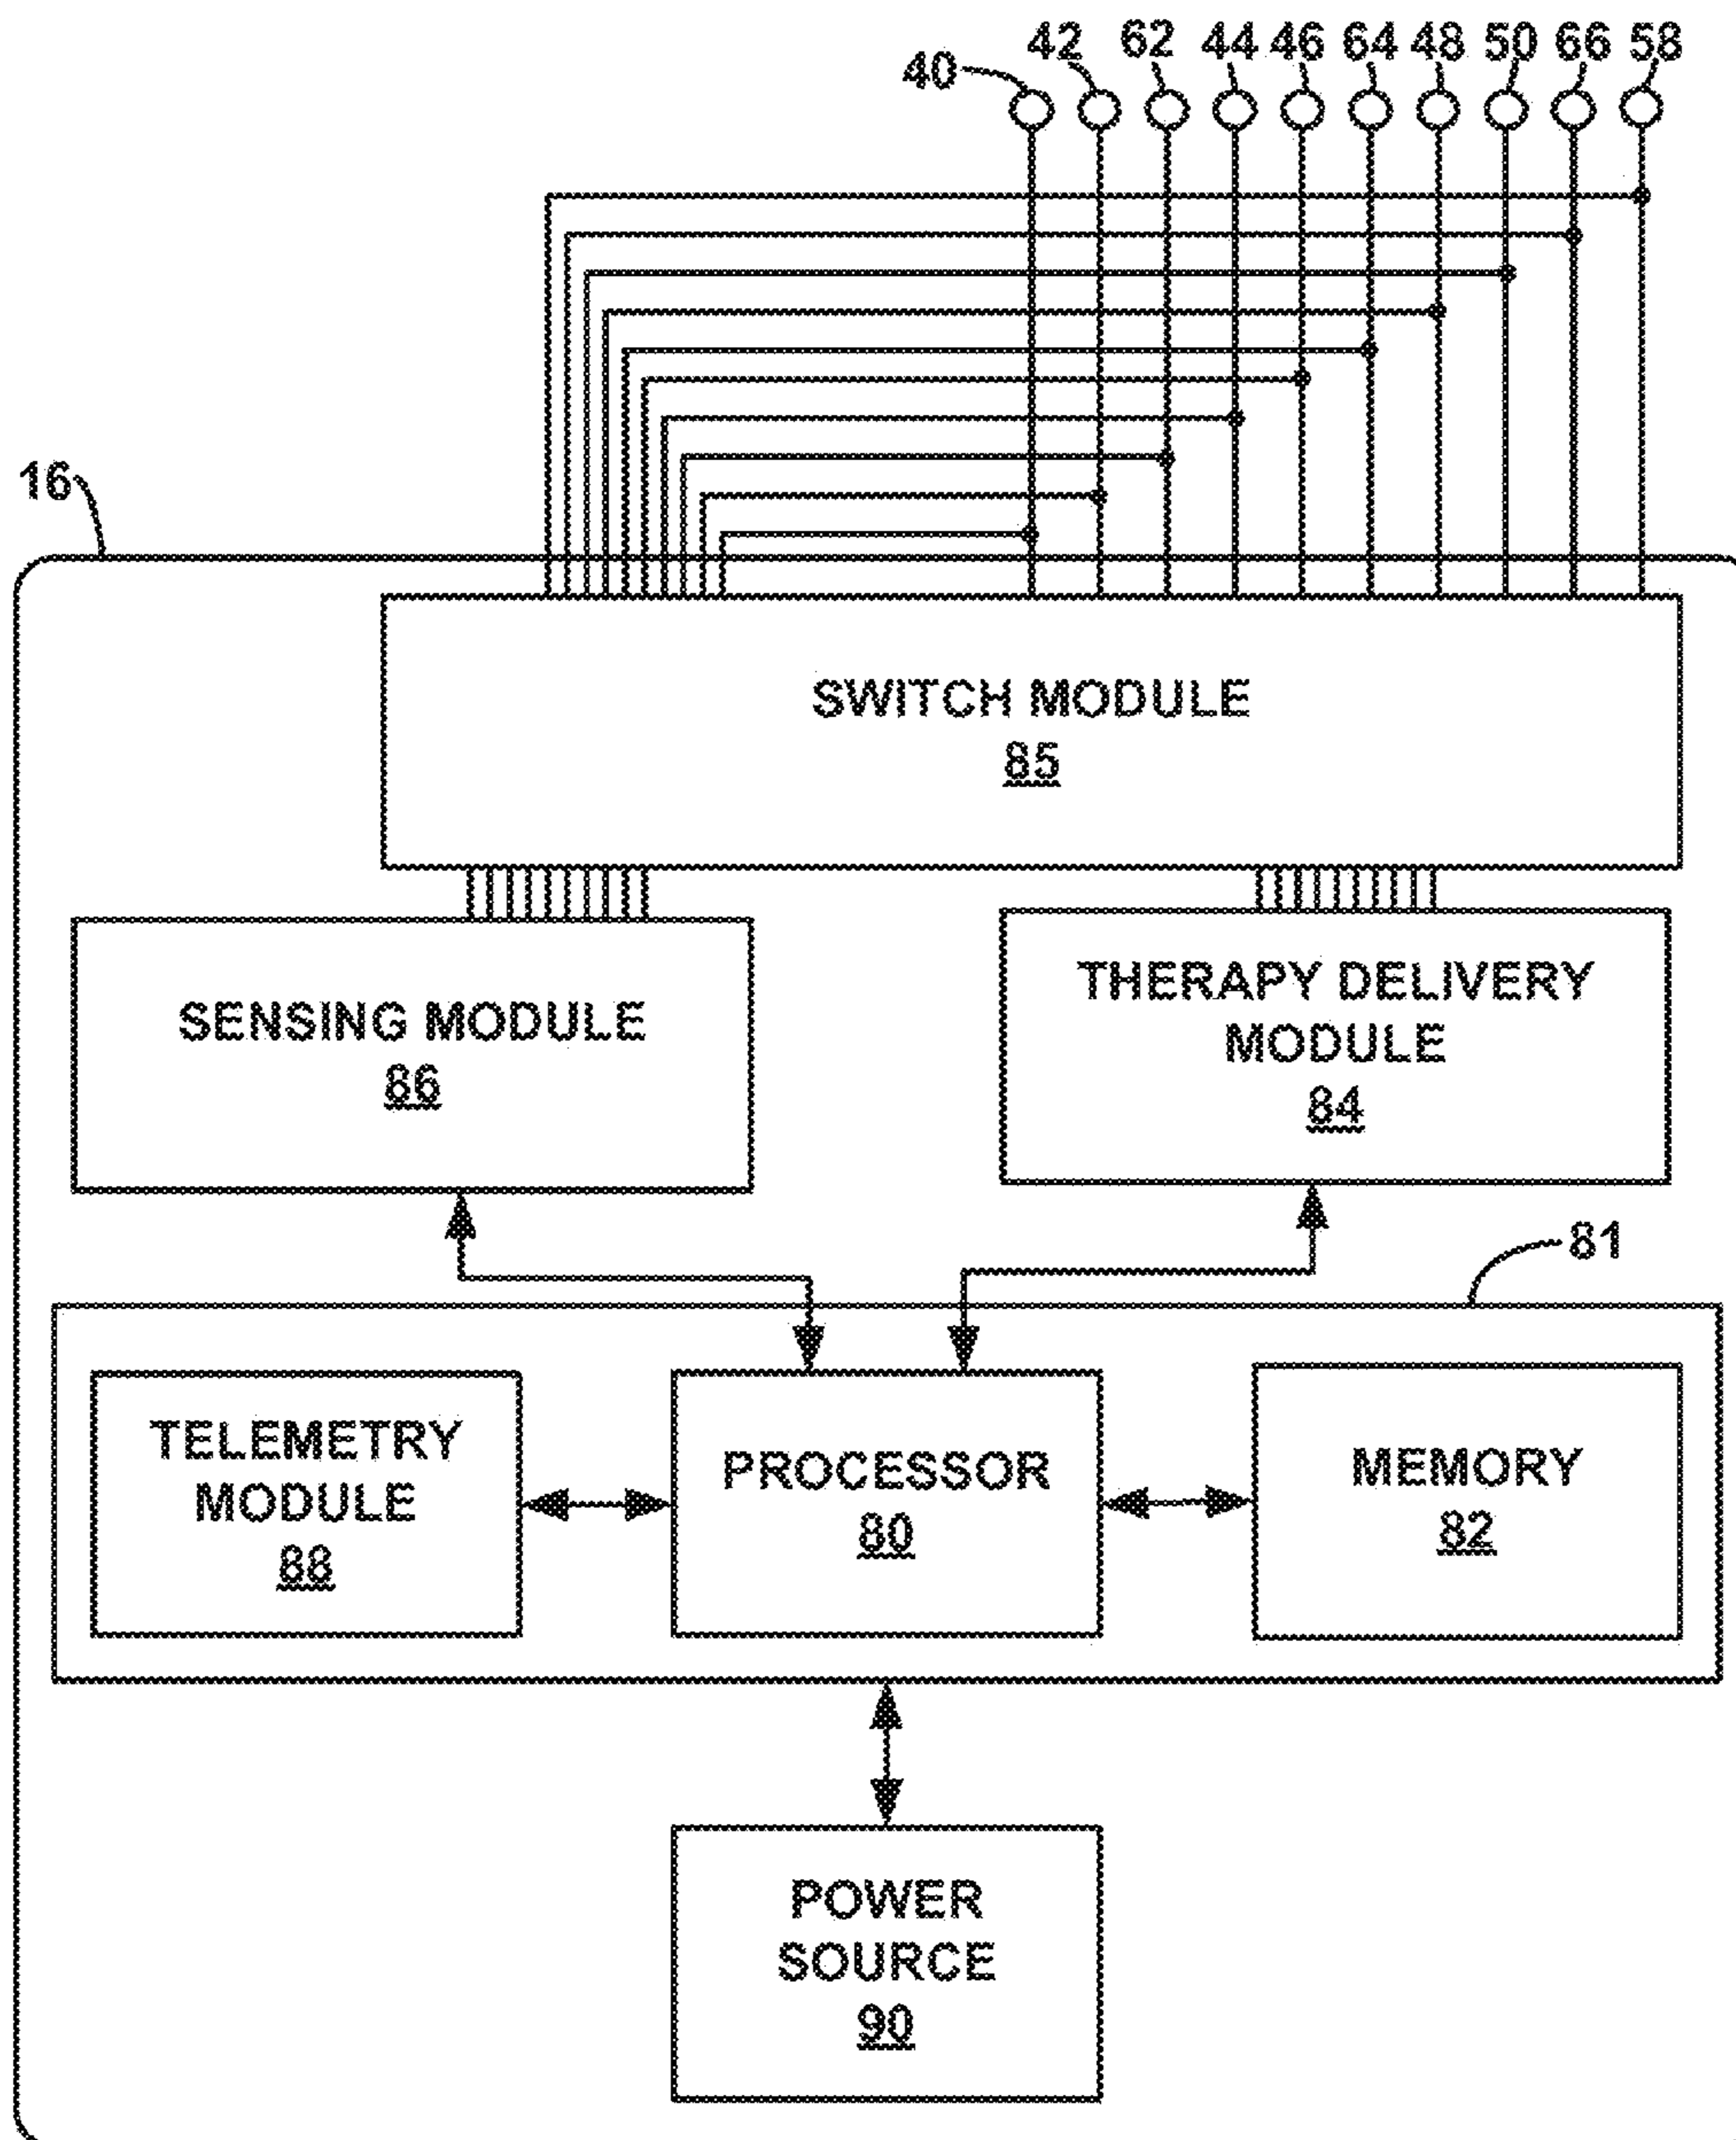 40 42 62 44 46 64 48 50 66 58
16
SWITCH MODULE
85
SENSING MODULE
86
THERAPY DELIVERY
MODULE
84
81
TELEMETRY
MODULE
88
PROCESSOR
80
MEMORY
82
POWER
SOURCE
90